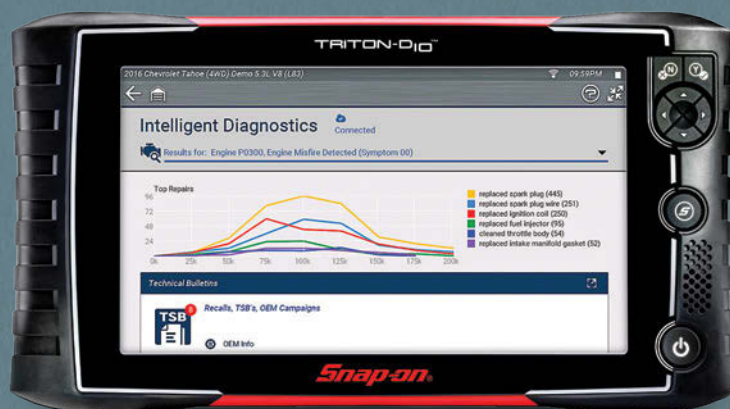 TRITON-D10™
2016 Chevrolet Tahoe (4WD) Demo 5.3L V8 (L83)
09:59PM
N
Y
Intelligent Diagnostics
Connected
Results for: Engine P0300, Engine Misfire Detected (Symptom 00)
Top Repairs
96
72
48
24
0k 25k 50k 75k 100k 125k 150k 175k 200k
replaced spark plug (445)
replaced spark plug wire (251)
replaced ignition coil (250)
replaced fuel injector (95)
cleaned throttle body (54)
replaced intake manifold gasket (52)
S
Technical Bulletins
TSB
8
Recalls, TSB's, OEM Campaigns
OEM Info
Snap-on®